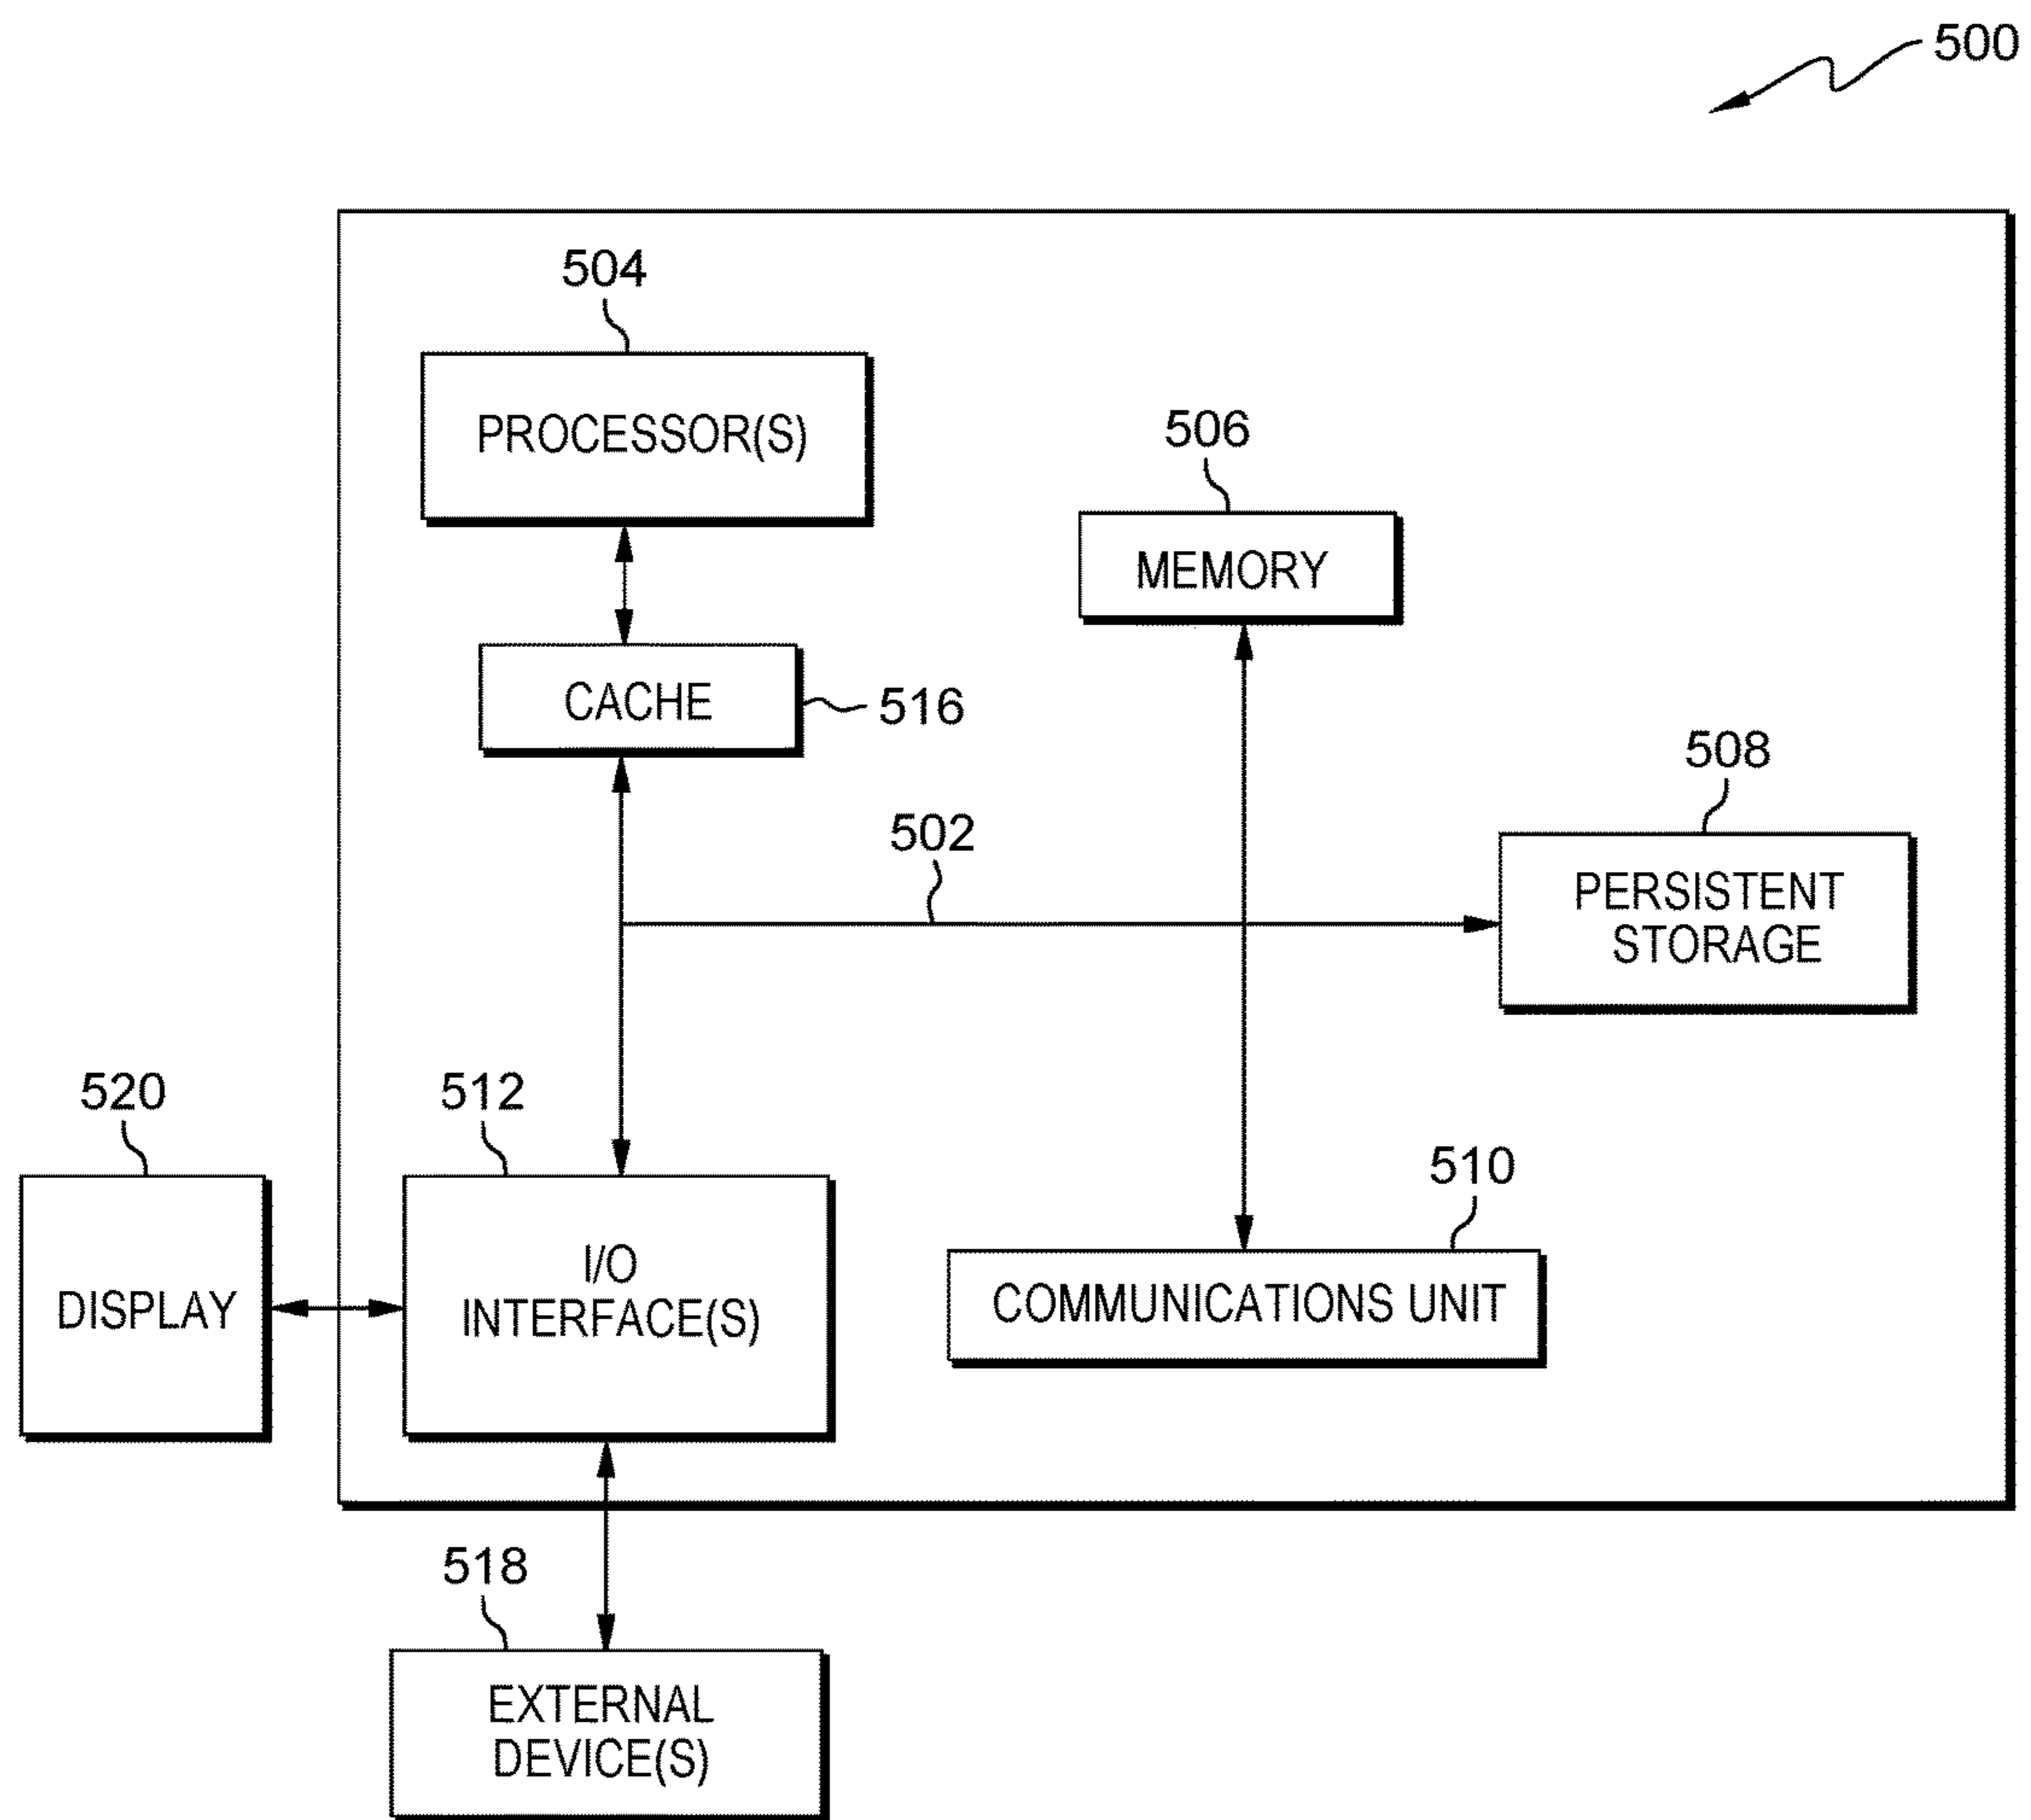 500
504
PROCESSOR(S)
506
MEMORY
CACHE
516
508
502
PERSISTENT
STORAGE
520
512
510
I/O
INTERFACE(S)
DISPLAY
COMMUNICATIONS UNIT
518
EXTERNAL
DEVICE(S)